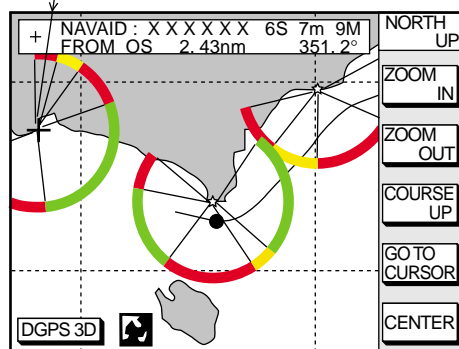 + NAVAID : X X X X X X 6S 7m 9M
FROM OS 2. 43nm 351. 2°
NORTH
UP
ZOOM
IN
ZOOM
OUT
COURSE
UP
GO TO
CURSOR
CENTER
DGPS 3D